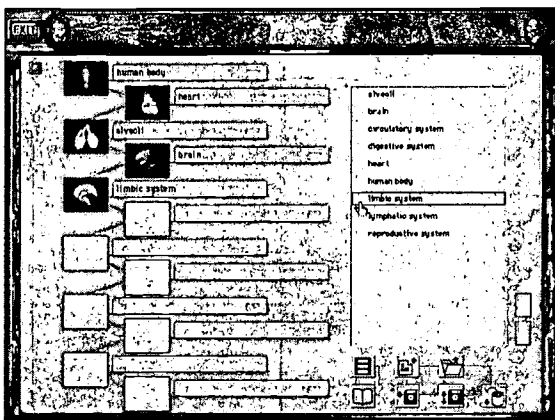 EXIT
human body
heart
alveoli
brain
limbic system
alveoli
brain
circulatory system
digestive system
heart
human body
limbic system
lymphatic system
reproductive system